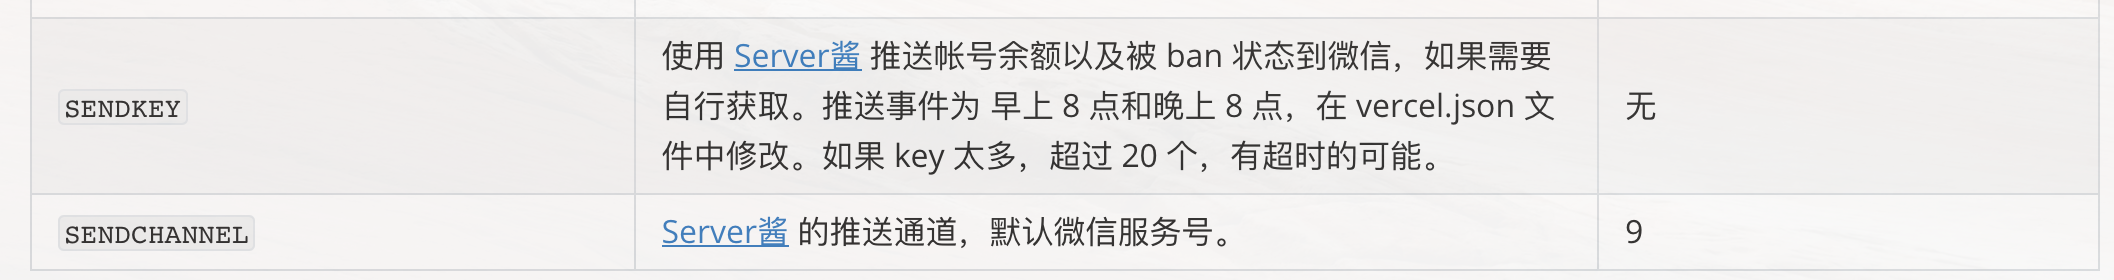 SENDKEY
使用 Server酱 推送帐号余额以及被 ban 状态到微信，如果需要
自行获取。推送事件为 早上 8 点和晚上 8 点，在 vercel.json 文
件中修改。如果 key 太多，超过 20 个，有超时的可能。
无
SENDCHANNEL
Server酱 的推送通道，默认微信服务号。
9